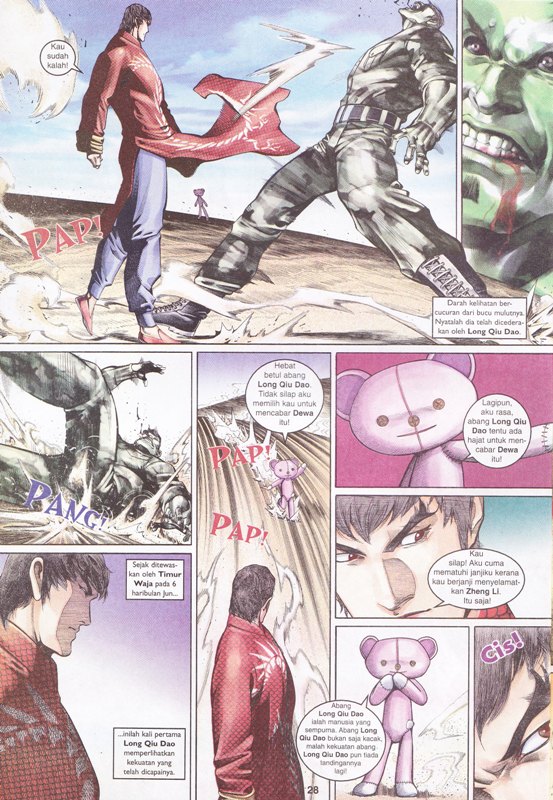 Kau
sudah
kalah!
PAP!
Darah kelihatan ber-
cucuran dari bucu mulutnya.
Nyatalah dia telah dicedera-
kan oleh Long Qiu Dao.
PANG!
Hebat
betul abang
Long Qiu Dao.
Tidak silap aku
memilih kau untuk
mencabar Dewa
itu!
PAP!
PAP!
Lagipun,
aku rasa,
abang Long Qiu
Dao tentu ada
hajat untuk men-
cabar Dewa
itu!
Kau
silap! Aku cuma
mematuhi janjiku kerana
kau berjanji menyelamat-
kan Zheng Li.
Itu saja!
Sejak ditewas-
kan oleh Timur
Waja pada 6
haribulan Jun...
...inilah kali pertama
Long Qiu Dao
memperlihatkan
kekuatan yang
telah dicapainya.
Abang
Long Qiu Dao
ialah manusia yang
sempurna. Abang Long
Qiu Dao bukan saja kacak,
malah kekuatan abang
Long Qiu Dao pun tiada
landingannya
lagi!
Cis!
28